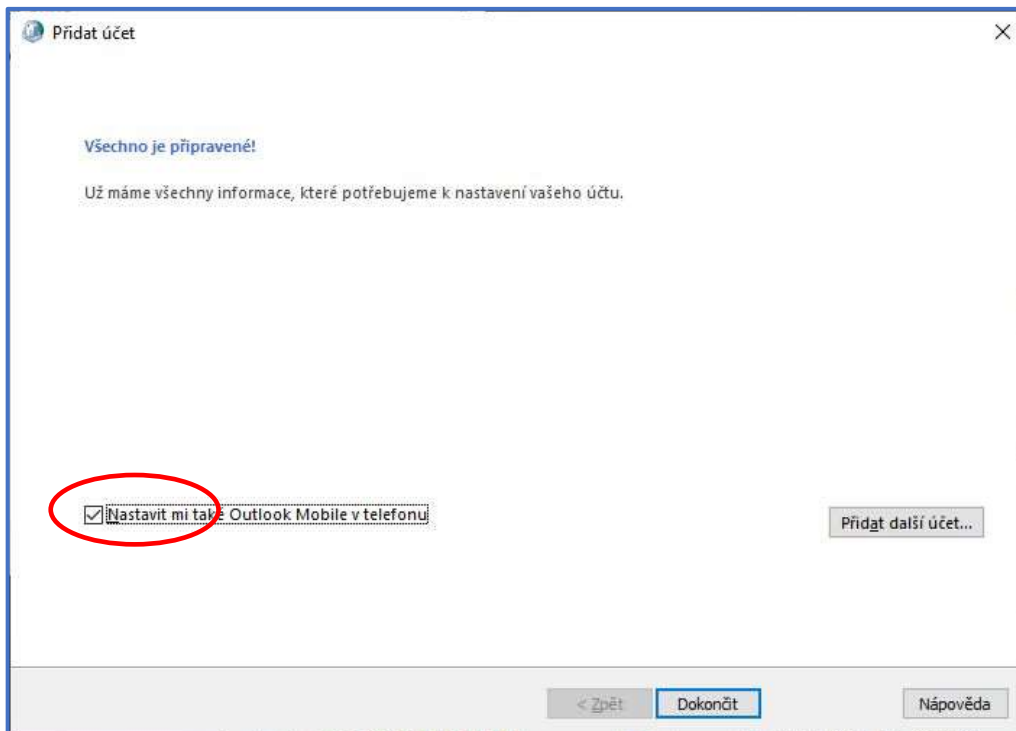 Přidat účet
Všechno je připravené!
Už máme všechny informace, které potřebujeme k nastavení vašeho účtu.
Nastavit mi také Outlook Mobile v telefonu
Přidat další účet...
< Zpět
Dokončit
Nápověda